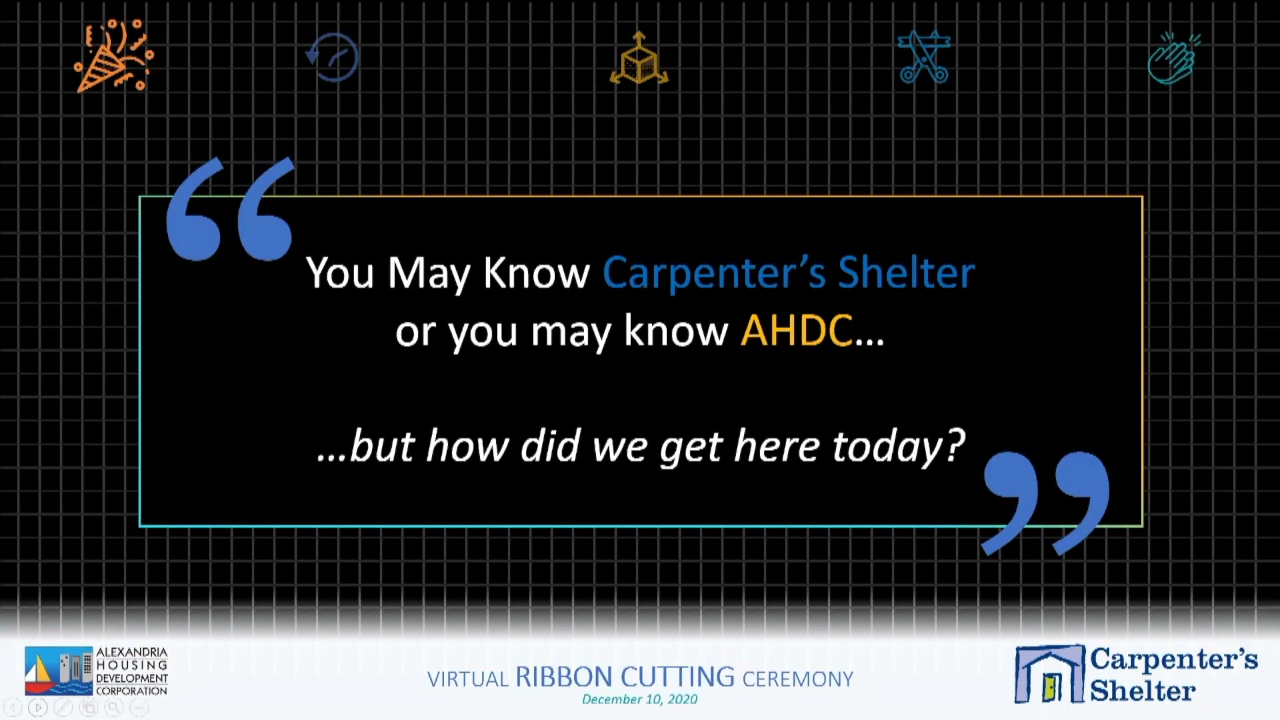 You May Know Carpenter’s Shelter
or you may know AHDC…
…but how did we get here today?
ALEXANDRIA
HOUSING
DEVELOPMENT
CORPORATION
VIRTUAL RIBBON CUTTING CEREMONY
December 10, 2020
Carpenter’s
Shelter